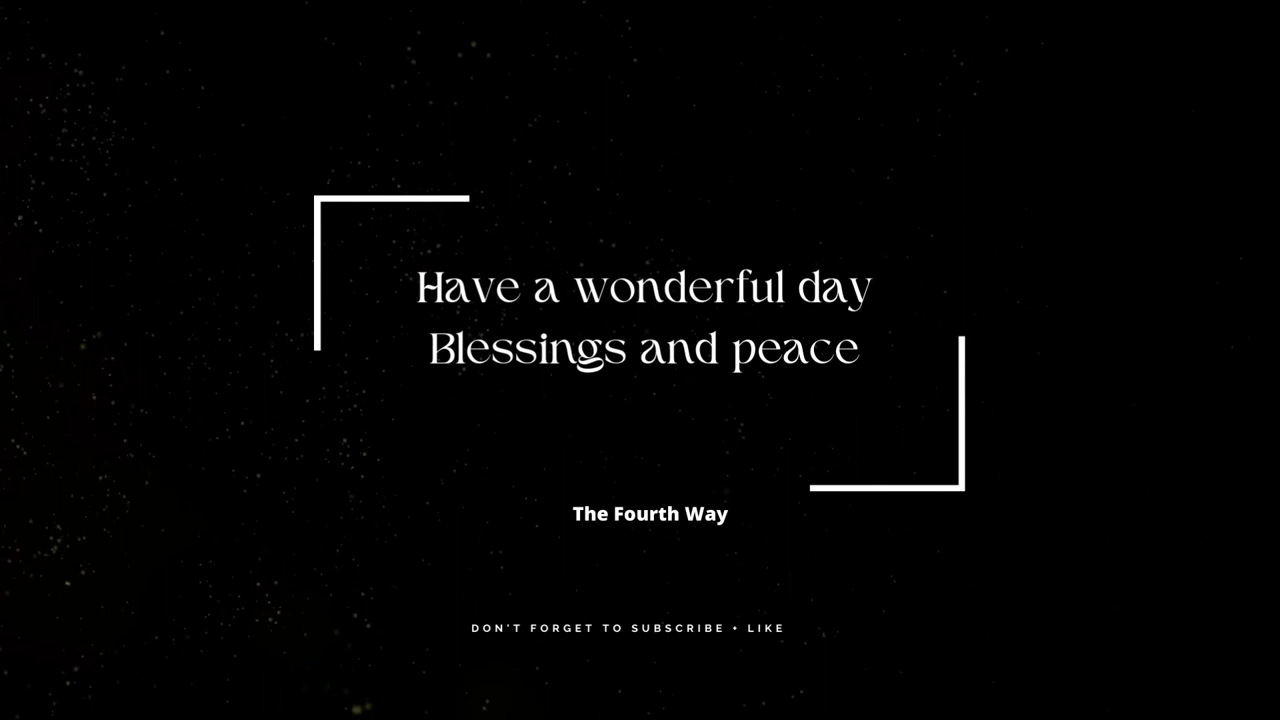 Have a wonderful day
Blessings and peace
The Fourth Way
DON'T FORGET TO SUBSCRIBE + LIKE